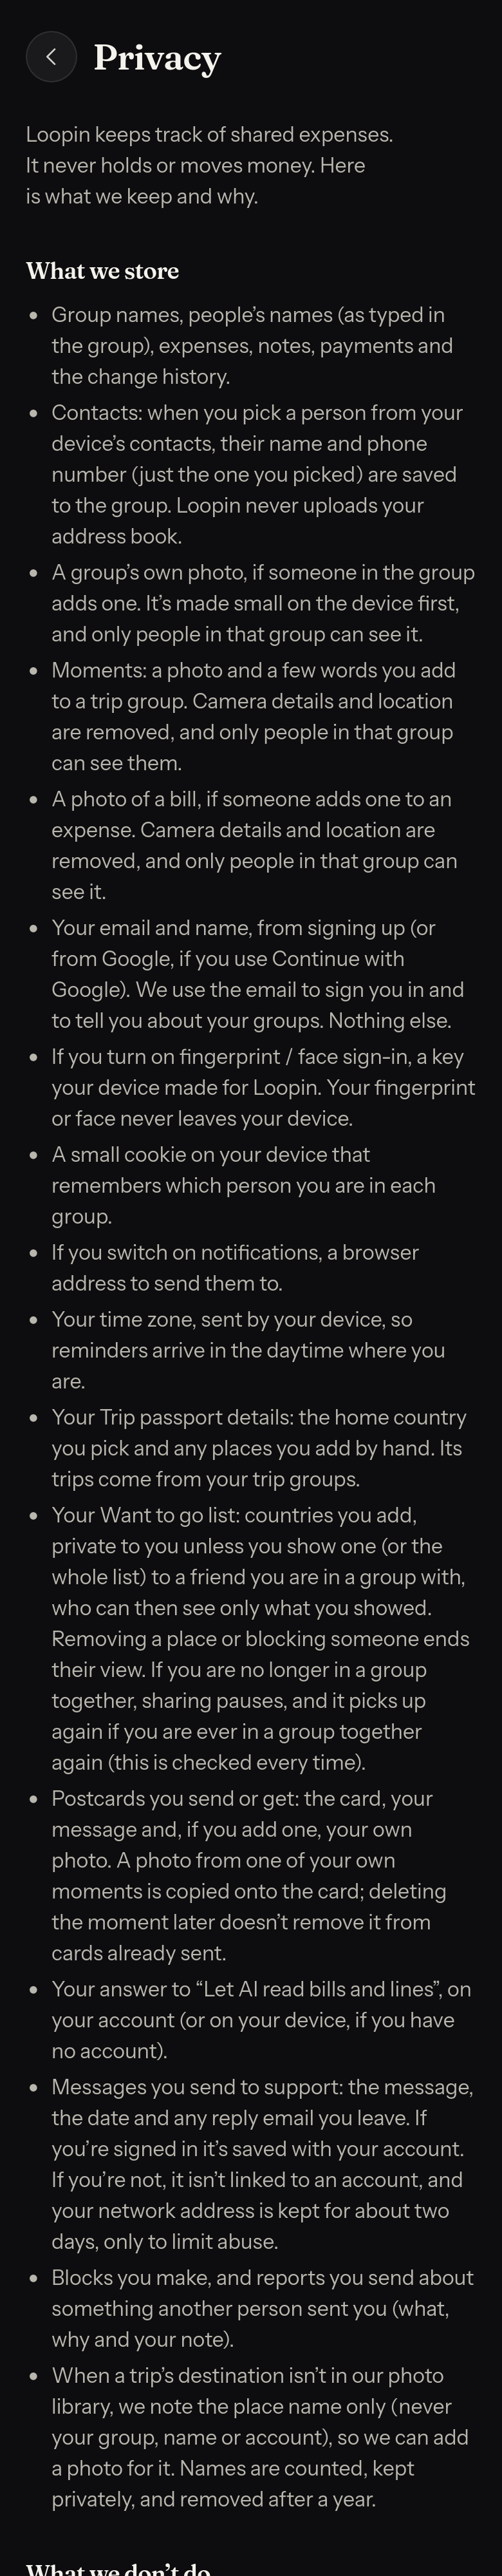 Privacy
Loopin keeps track of shared expenses.
It never holds or moves money. Here
is what we keep and why.
What we store
• Group names, people’s names (as typed in
the group), expenses, notes, payments and
the change history.
• Contacts: when you pick a person from your
device’s contacts, their name and phone
number (just the one you picked) are saved
to the group. Loopin never uploads your
address book.
• A group’s own photo, if someone in the group
adds one. It’s made small on the device first,
and only people in that group can see it.
• Moments: a photo and a few words you add
to a trip group. Camera details and location
are removed, and only people in that group
can see them.
• A photo of a bill, if someone adds one to an
expense. Camera details and location are
removed, and only people in that group can
see it.
• Your email and name, from signing up (or
from Google, if you use Continue with
Google). We use the email to sign you in and
to tell you about your groups. Nothing else.
• If you turn on fingerprint / face sign-in, a key
your device made for Loopin. Your fingerprint
or face never leaves your device.
• A small cookie on your device that
remembers which person you are in each
group.
• If you switch on notifications, a browser
address to send them to.
• Your time zone, sent by your device, so
reminders arrive in the daytime where you
are.
• Your Trip passport details: the home country
you pick and any places you add by hand. Its
trips come from your trip groups.
• Your Want to go list: countries you add,
private to you unless you show one (or the
whole list) to a friend you are in a group with,
who can then see only what you showed.
Removing a place or blocking someone ends
their view. If you are no longer in a group
together, sharing pauses, and it picks up
again if you are ever in a group together
again (this is checked every time).
• Postcards you send or get: the card, your
message and, if you add one, your own
photo. A photo from one of your own
moments is copied onto the card; deleting
the moment later doesn’t remove it from
cards already sent.
• Your answer to “Let AI read bills and lines”, on
your account (or on your device, if you have
no account).
• Messages you send to support: the message,
the date and any reply email you leave. If
you’re signed in it’s saved with your account.
If you’re not, it isn’t linked to an account, and
your network address is kept for about two
days, only to limit abuse.
• Blocks you make, and reports you send about
something another person sent you (what,
why and your note).
• When a trip’s destination isn’t in our photo
library, we note the place name only (never
your group, name or account), so we can add
a photo for it. Names are counted, kept
privately, and removed after a year.
What we don’t do